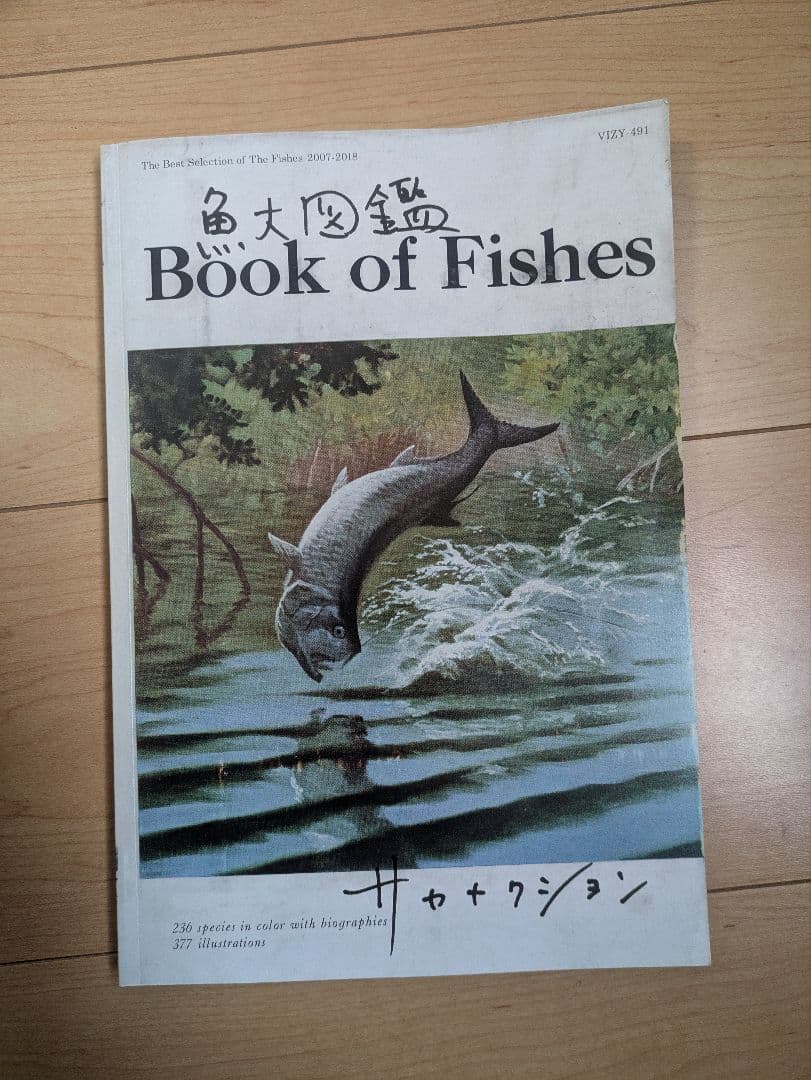 The Best Selection of The Fishes 2007-2018
VIZY-491
魚大図鑑
Book of Fishes
サカナクション
236 species in color with biographies
377 illustrations